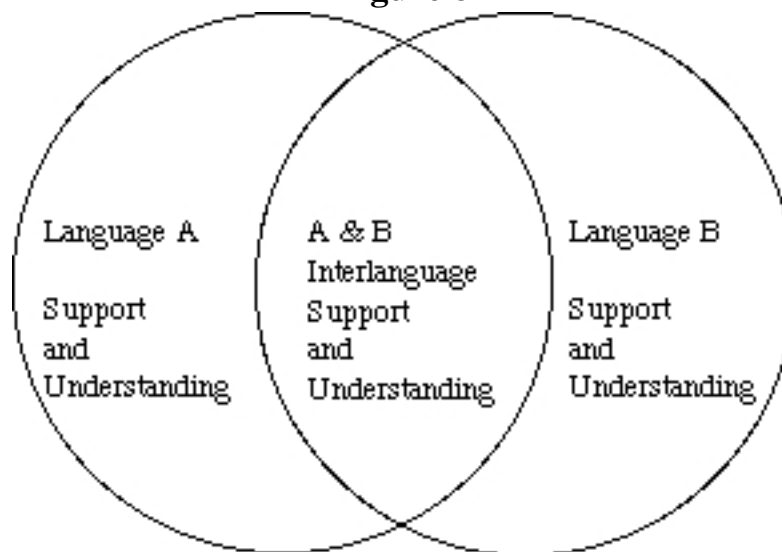 Language A
Support
and
Understanding
A & B
Interlanguage
Support
and
Understanding
Language B
Support
and
Understanding